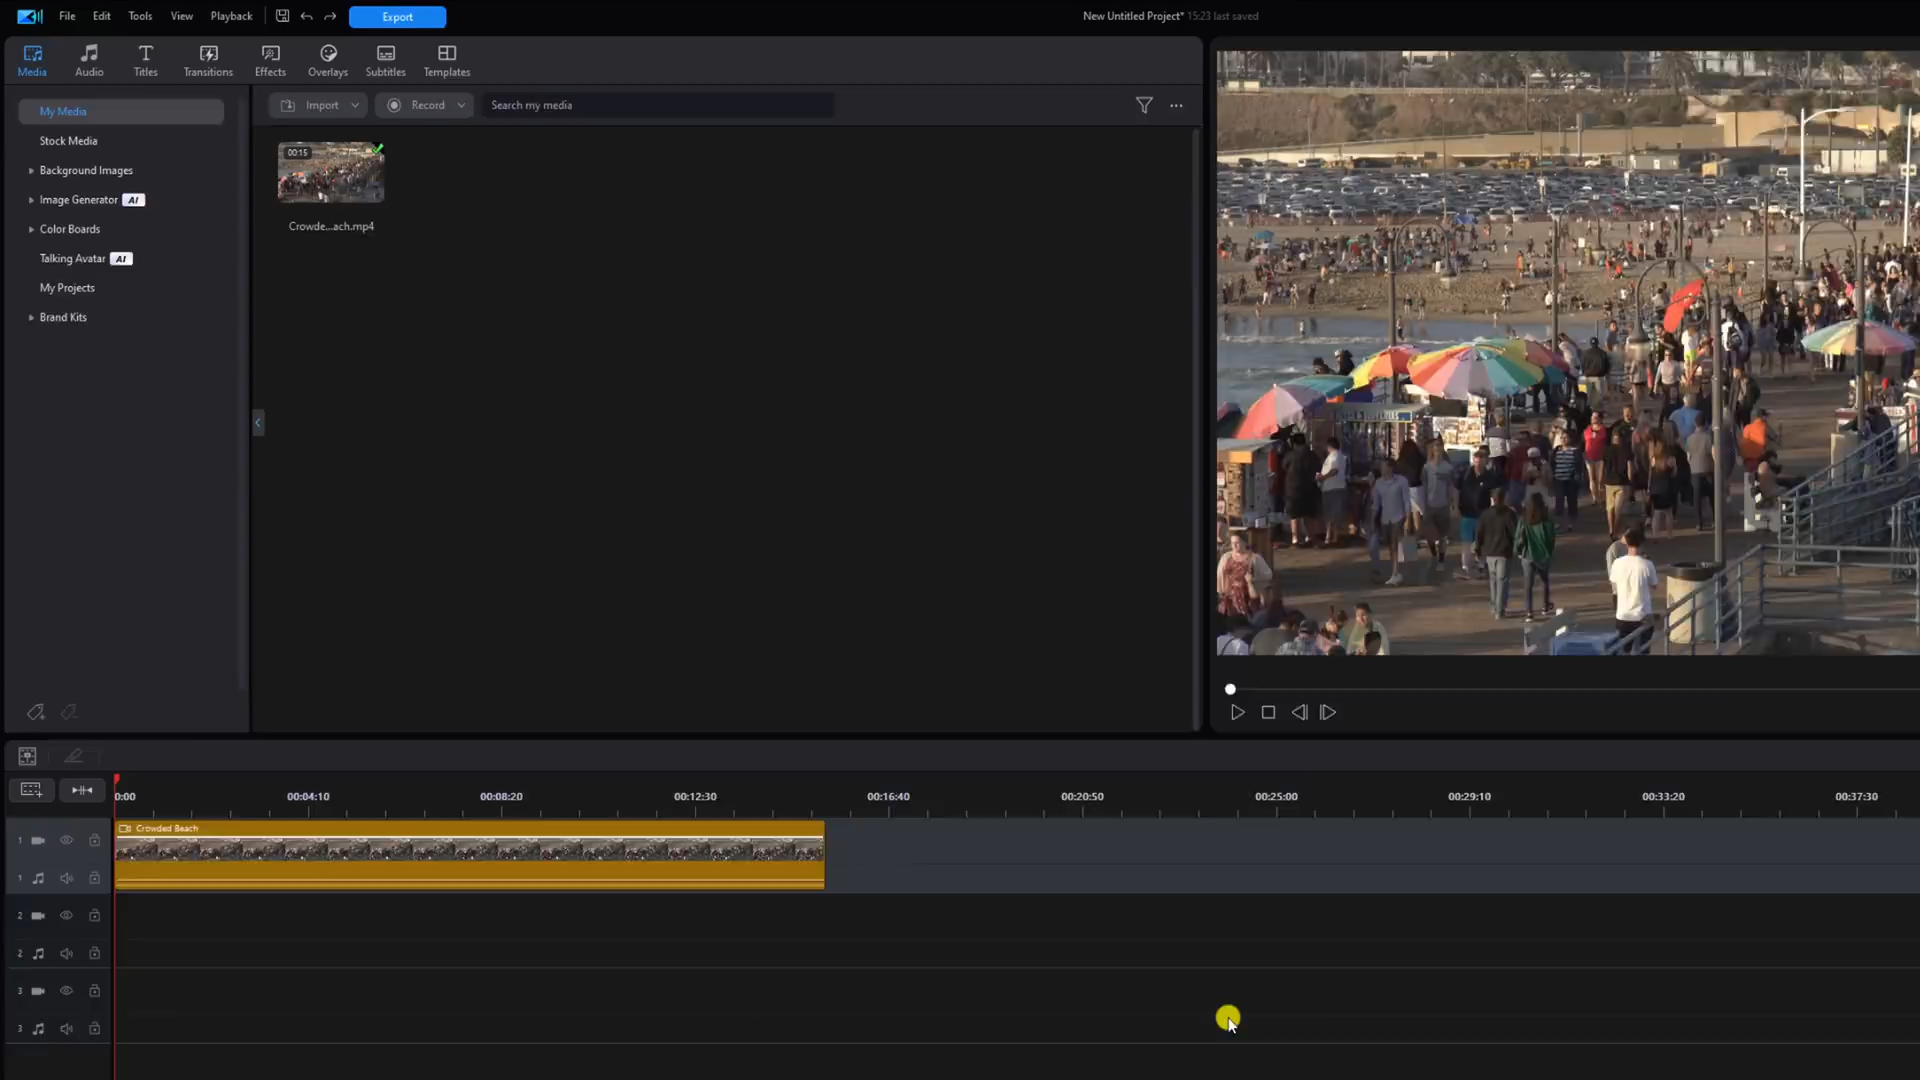 File Edit Tools View Playback Export New Untitled Project* 15:23 last saved
Media Audio Titles Transitions Effects Overlays Subtitles Templates
My Media
Stock Media
Background Images
Image Generator AI
Color Boards
Talking Avatar AI
My Projects
Brand Kits
Import Record Search my media
00:15
Crowde...ach.mp4
0:00 00:04:10 00:08:20 00:12:30 00:16:40 00:20:50 00:25:00 00:29:10 00:33:20 00:37:30
1 Crowded Beach
1
2
2
3
3